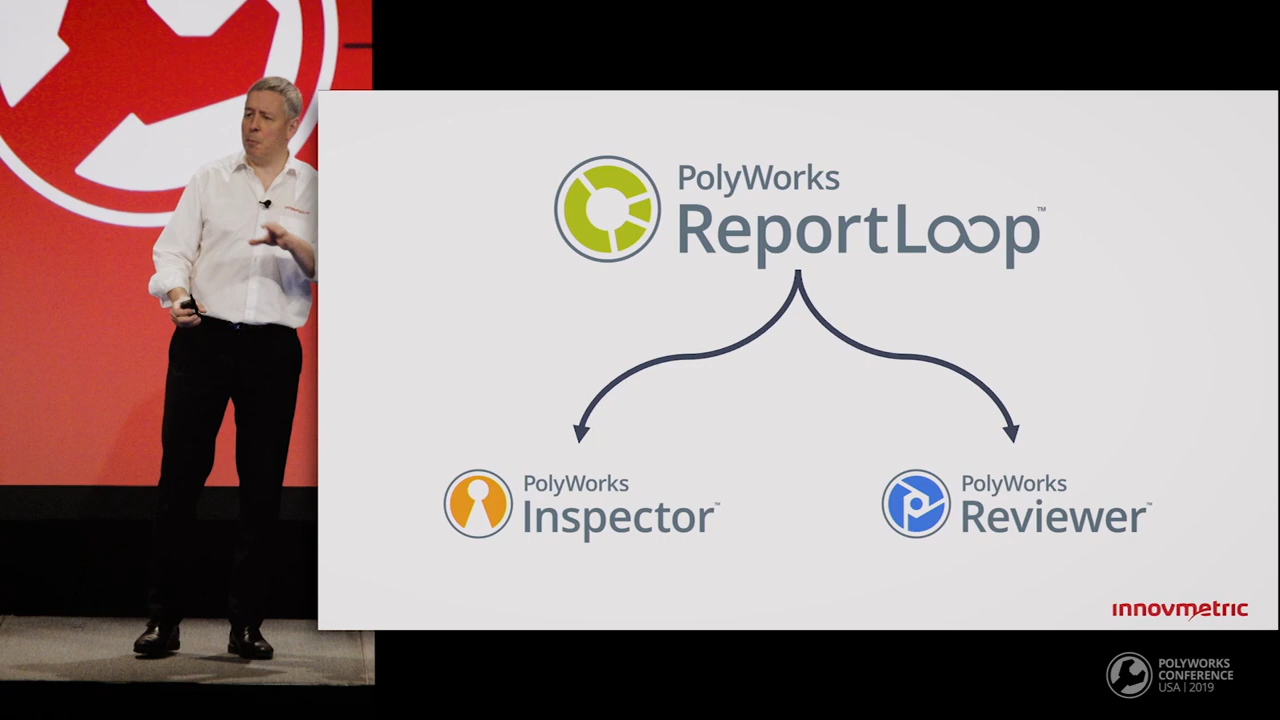 PolyWorks
ReportLoop™
PolyWorks
Inspector™
PolyWorks
Reviewer™
innovmetric
POLYWORKS
CONFERENCE
USA | 2019